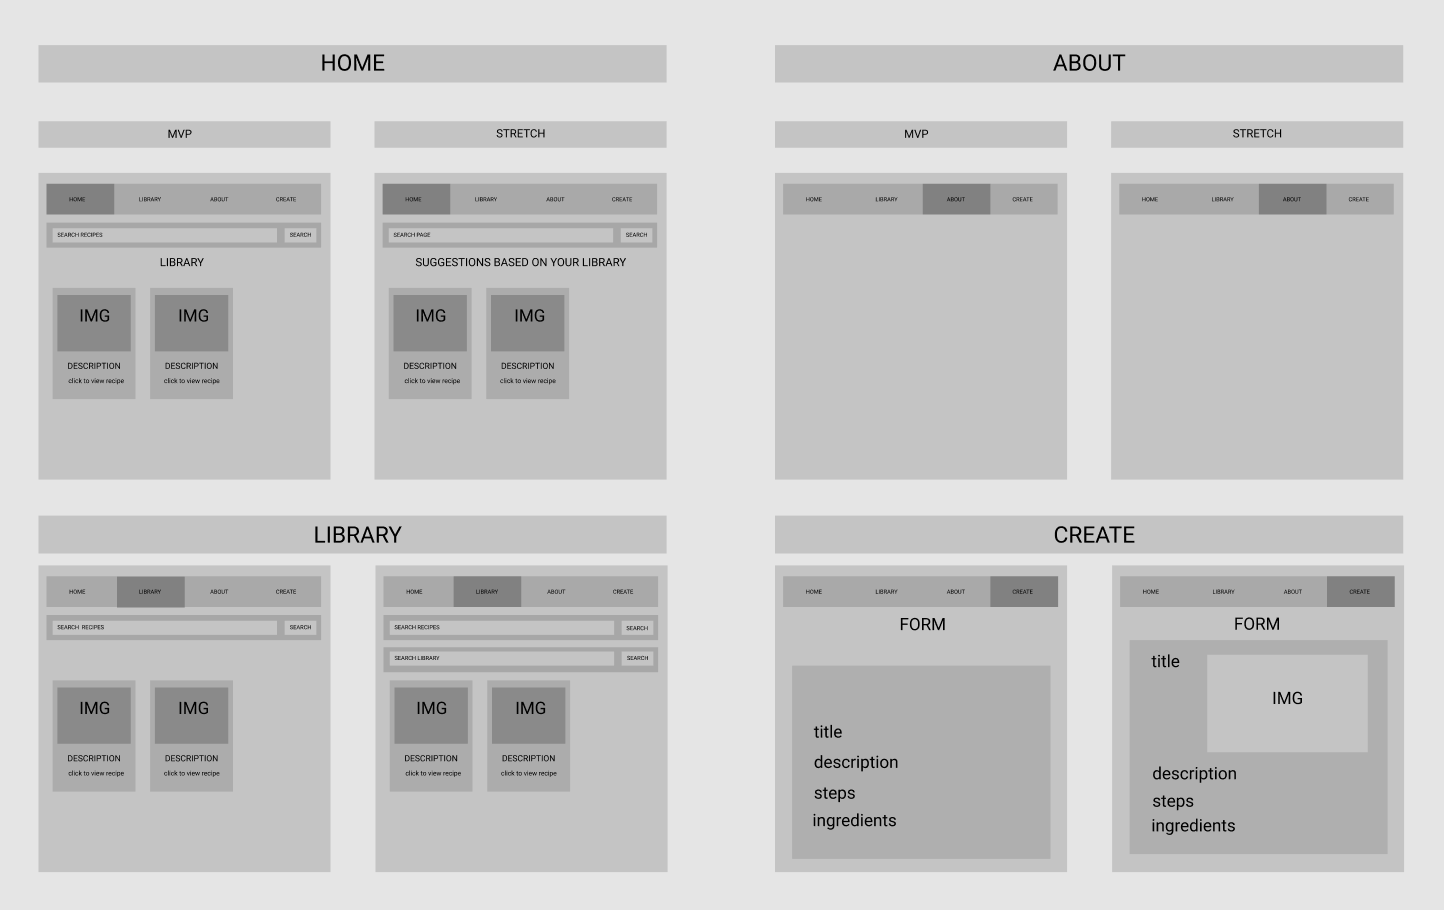 HOME
MVP
HOME LIBRARY ABOUT CREATE
SEARCH RECIPES SEARCH
LIBRARY
IMG IMG
DESCRIPTION DESCRIPTION
click to view recipe click to view recipe
STRETCH
HOME LIBRARY ABOUT CREATE
SEARCH PAGE SEARCH
SUGGESTIONS BASED ON YOUR LIBRARY
IMG IMG
DESCRIPTION DESCRIPTION
click to view recipe click to view recipe
ABOUT
MVP
HOME LIBRARY ABOUT CREATE
STRETCH
HOME LIBRARY ABOUT CREATE
LIBRARY
HOME LIBRARY ABOUT CREATE
SEARCH RECIPES SEARCH
IMG IMG
DESCRIPTION DESCRIPTION
click to view recipe click to view recipe
HOME LIBRARY ABOUT CREATE
SEARCH RECIPES SEARCH
SEARCH LIBRARY SEARCH
IMG IMG
DESCRIPTION DESCRIPTION
click to view recipe click to view recipe
CREATE
HOME LIBRARY ABOUT CREATE
FORM
title
description
steps
ingredients
HOME LIBRARY ABOUT CREATE
FORM
title
IMG
description
steps
ingredients